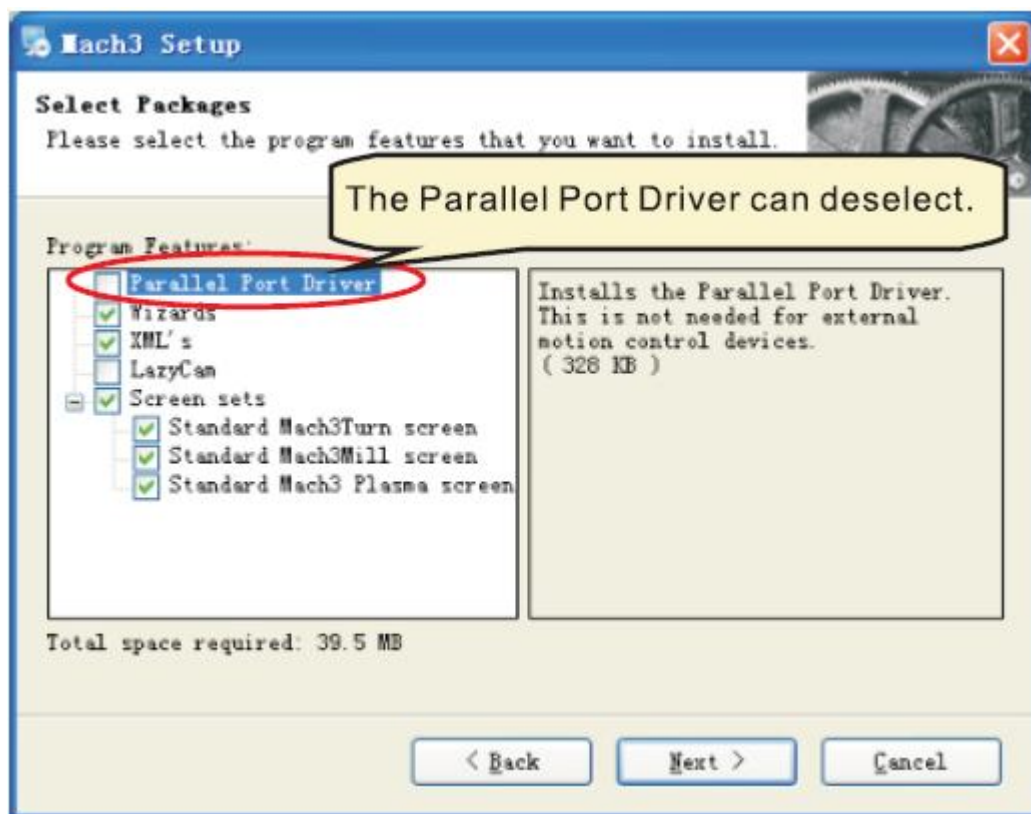 Mach3 Setup
Select Packages
Please select the program features that you want to install.
The Parallel Port Driver can deselect.
Program Features:
Parallel Port Driver
Wizards
XML's
LazyCam
Screen sets
Standard Mach3Turn screen
Standard Mach3Mill screen
Standard Mach3 Plasma screen
Installs the Parallel Port Driver.
This is not needed for external
motion control devices.
( 328 KB )
Total space required: 39.5 MB
< Back
Next >
Cancel